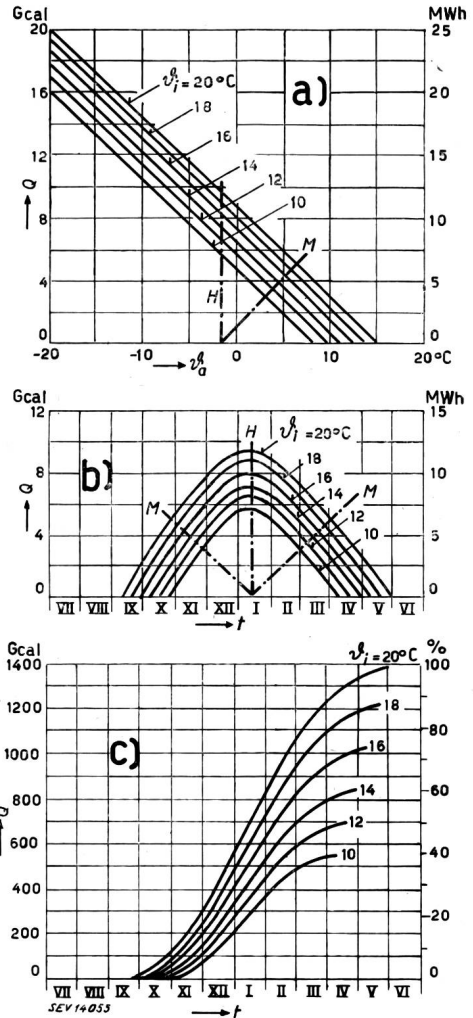 Gcal MWh
20 25
ϑi=20°C
a)
18
16 20
16
14
12 15
12
10
Q
8 10
M
H
4 5
0 0
-20 -10 0 10 20°C
ϑa
Gcal MWh
12 15
H ϑi=20°C
b)
18
8 10
16
Q M 14 M
12
4 5
10
0 0
VII VIII IX X XI XII I II III IV V VI
t
Gcal %
1400 ϑi=20°C 100
1200 18
80
c)
1000 16
800 14 60
Q
12
600
10 40
400
20
200
0 0
VII VIII IX X XI XII I II III IV V VI
SEV 14055 t